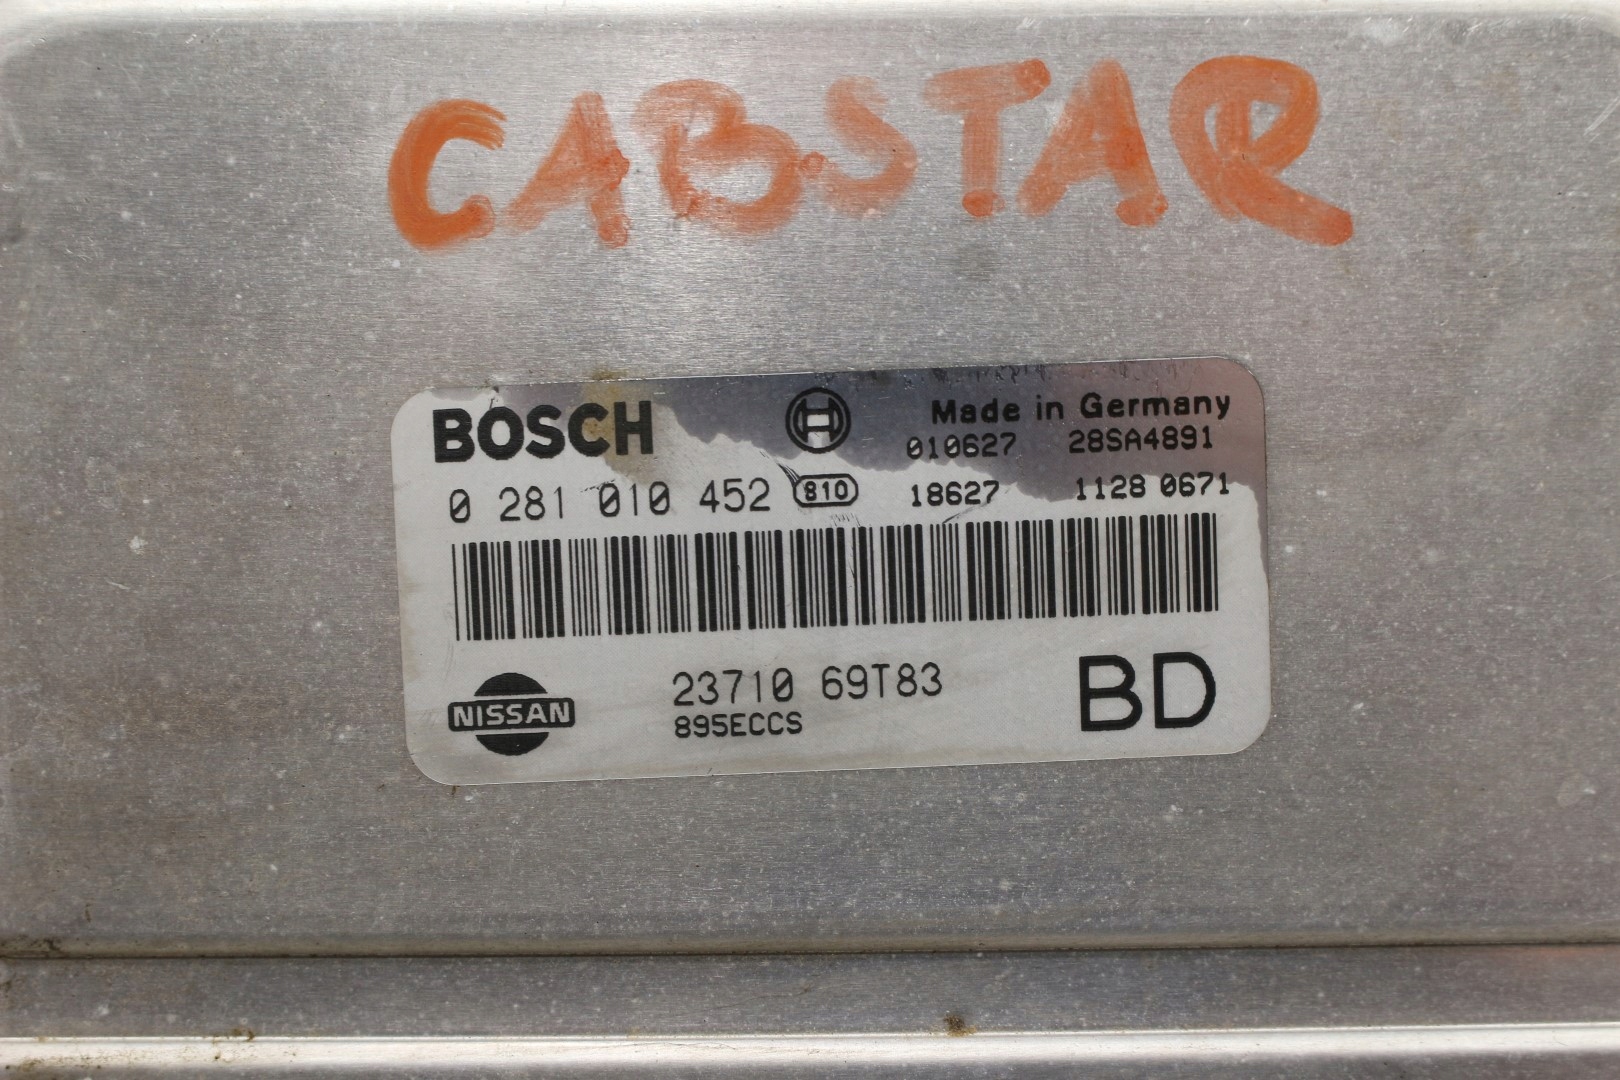 CABSTAR
BOSCH Made in Germany
010627 28SA4891
0 281 010 452 810 18627 1128 0671
NISSAN 23710 69T83 BD
895ECCS